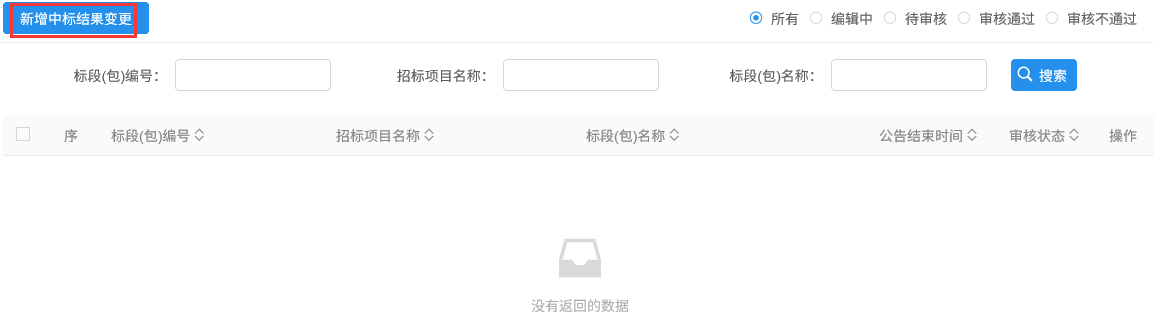 新增中标结果变更 所有 编辑中 待审核 审核通过 审核不通过
标段(包)编号： 招标项目名称： 标段(包)名称： 搜索
序 标段(包)编号 招标项目名称 标段(包)名称 公告结束时间 审核状态 操作
没有返回的数据